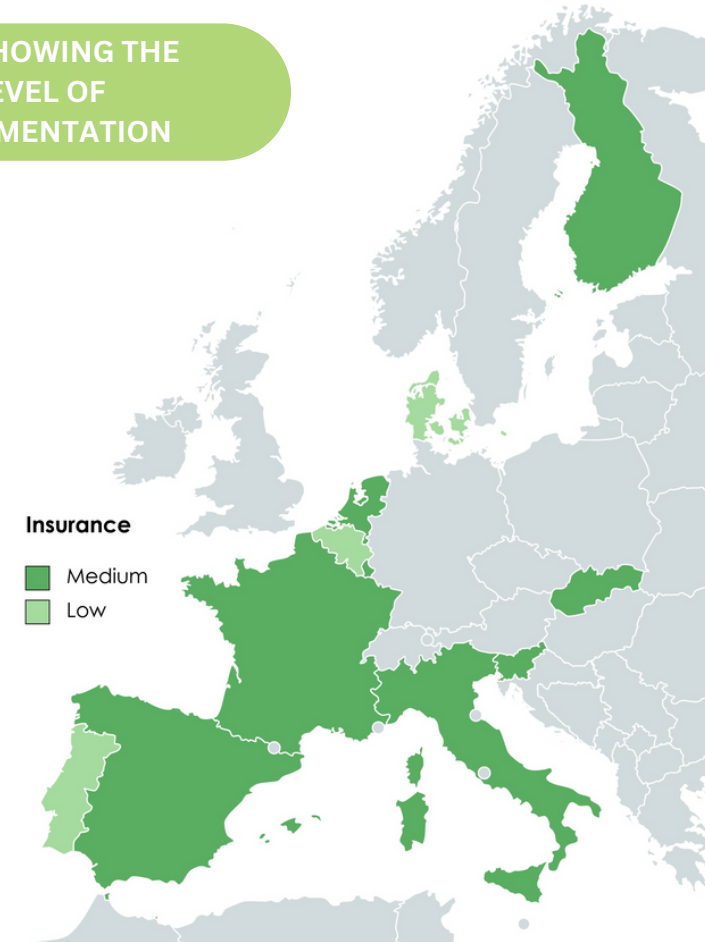 HOWING THE
EVEL OF
MENTATION
Insurance
Medium
Low